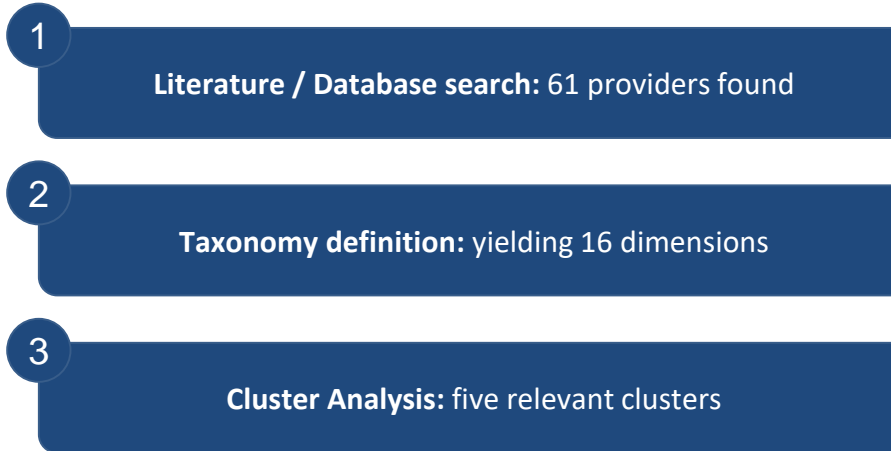 1
Literature / Database search: 61 providers found
2
Taxonomy definition: yielding 16 dimensions
3
Cluster Analysis: five relevant clusters